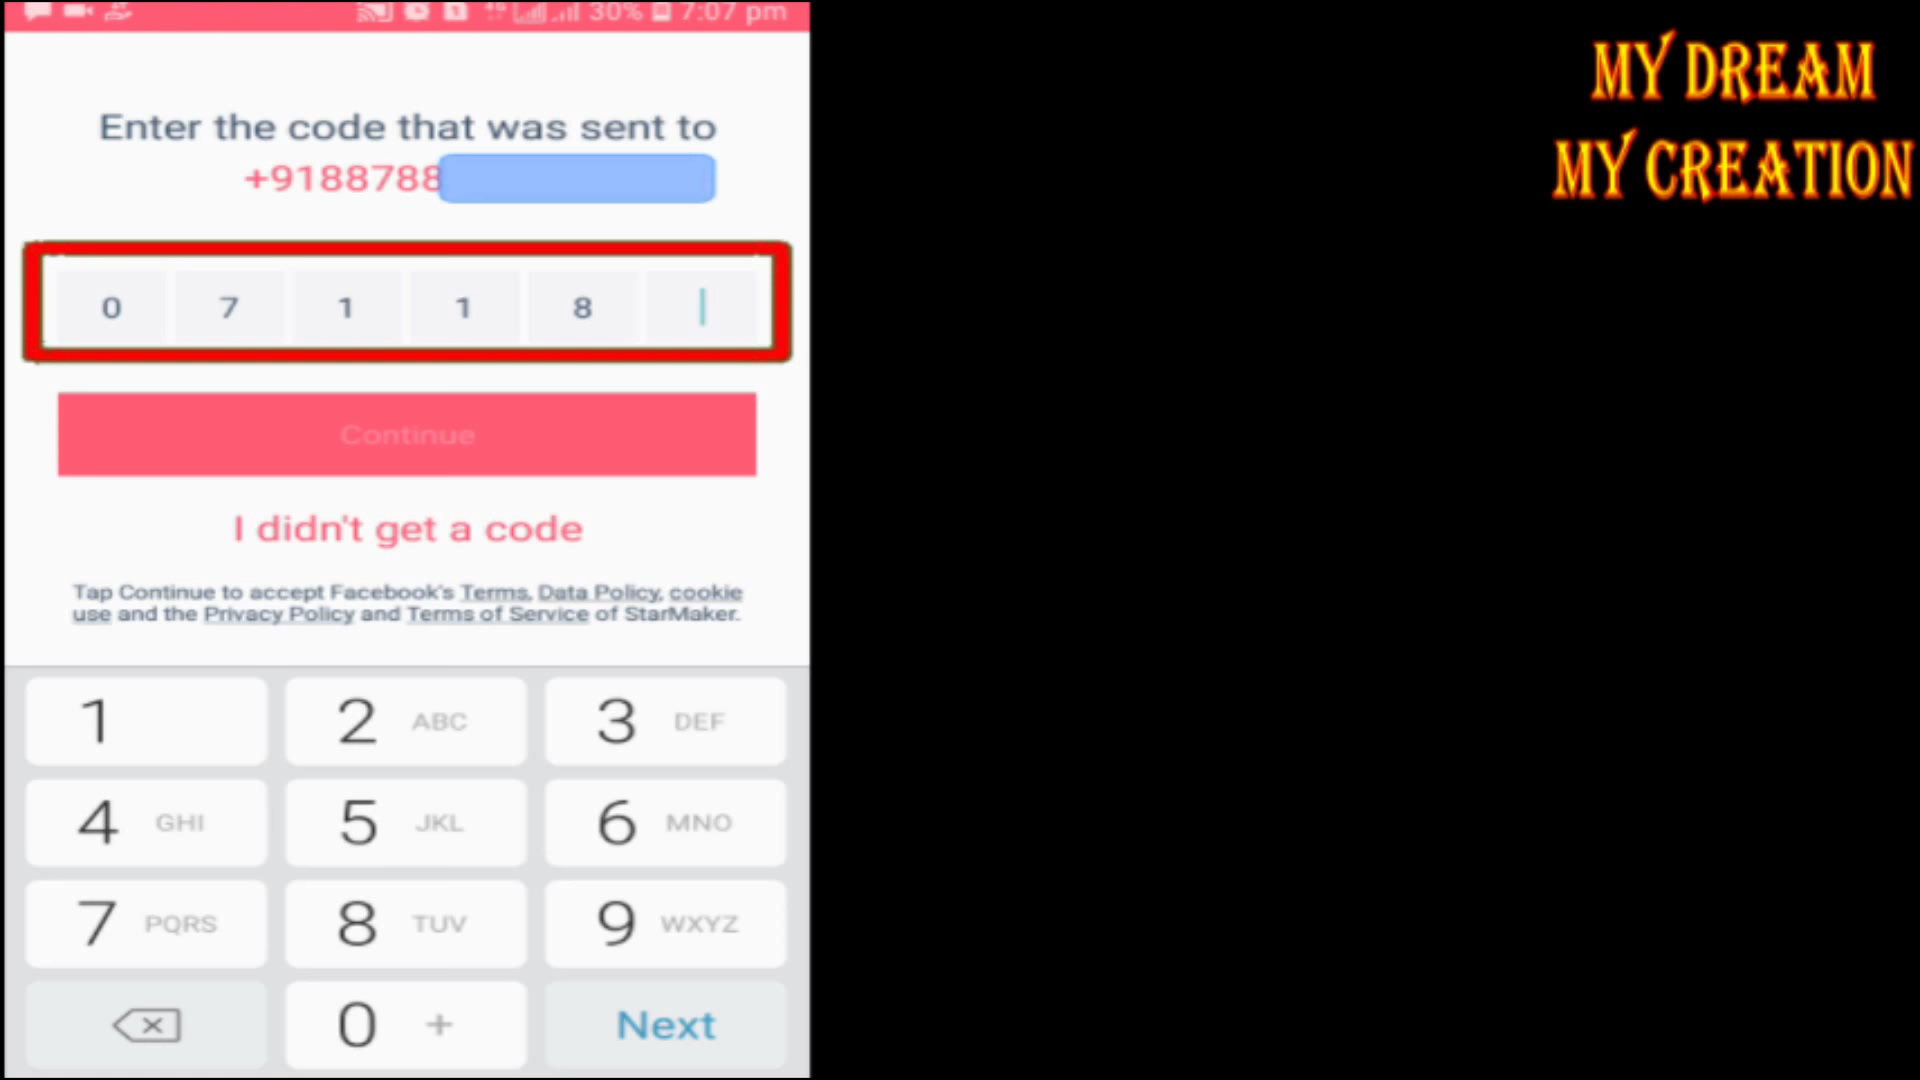 30% 7:07 pm
MY DREAM
MY CREATION
Enter the code that was sent to
+9188788
0 7 1 1 8
Continue
I didn't get a code
Tap Continue to accept Facebook's Terms, Data Policy, cookie
use and the Privacy Policy and Terms of Service of StarMaker.
1 2 ABC 3 DEF
4 GHI 5 JKL 6 MNO
7 PQRS 8 TUV 9 WXYZ
0 + Next